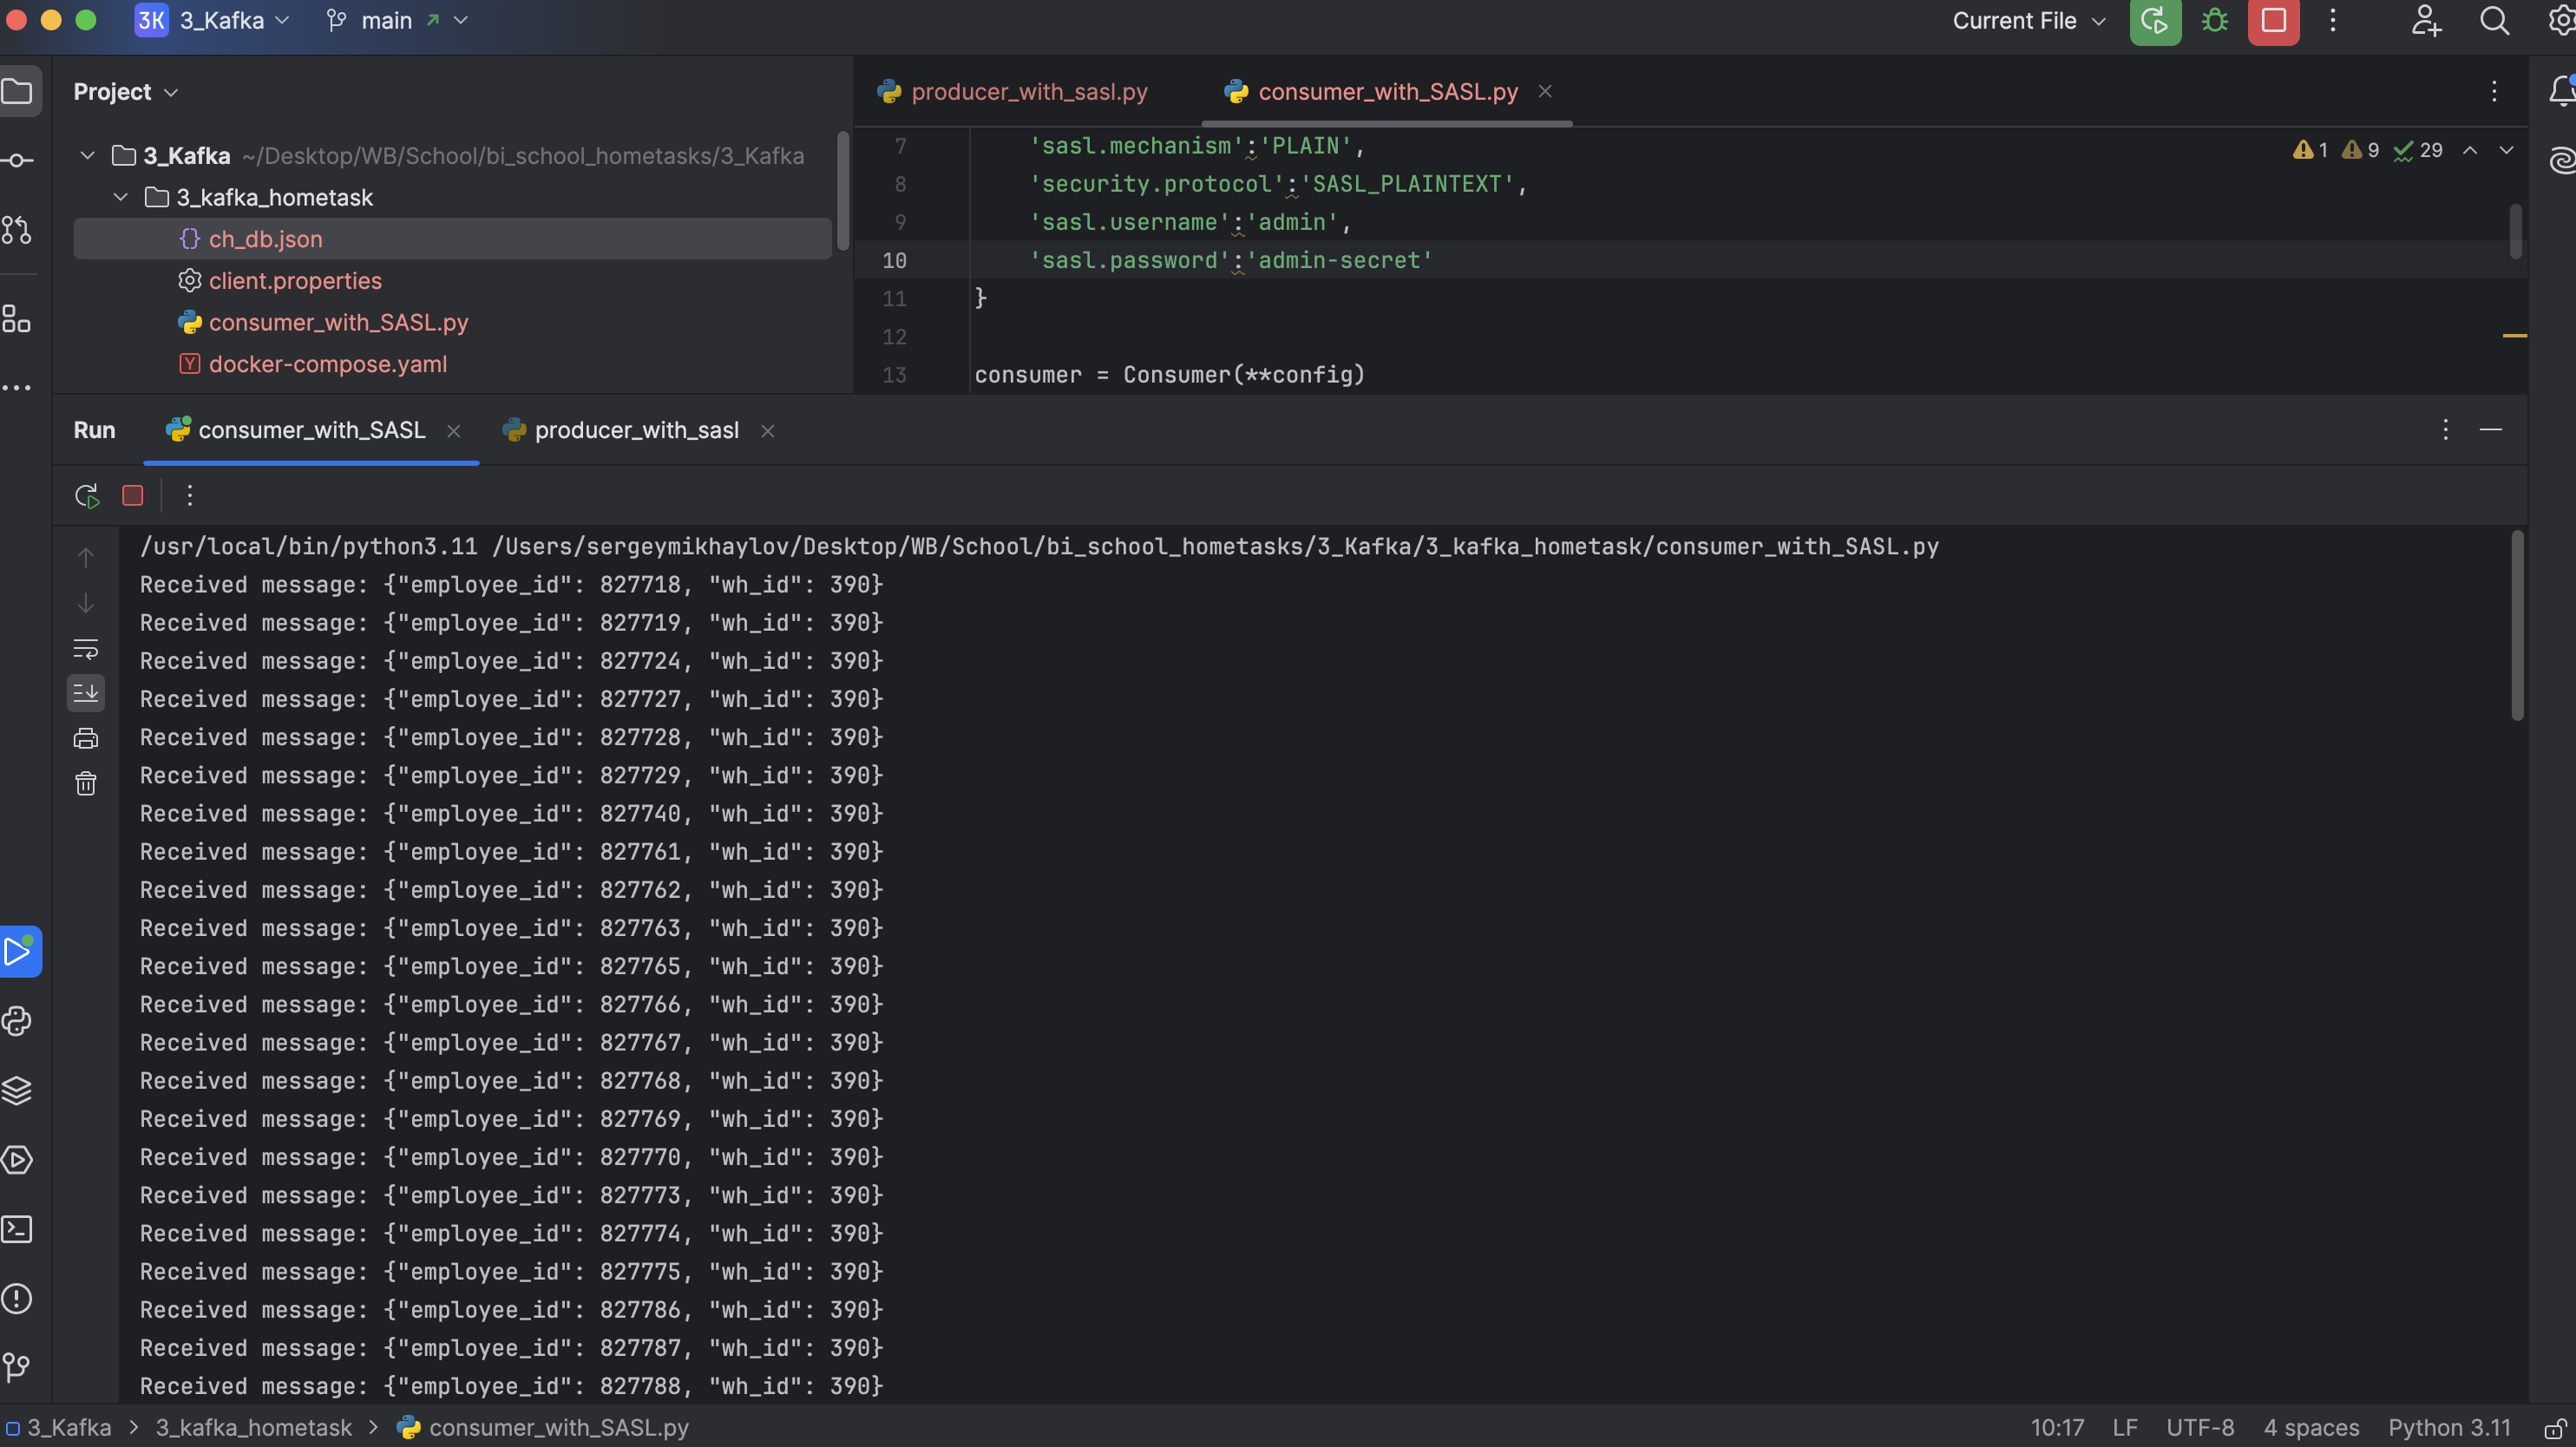 3K 3_Kafka main Current File
Project
producer_with_sasl.py consumer_with_SASL.py
3_Kafka ~/Desktop/WB/School/bi_school_hometasks/3_Kafka
3_kafka_hometask
ch_db.json
client.properties
consumer_with_SASL.py
docker-compose.yaml
7 'sasl.mechanism':'PLAIN',
1 9 29
8 'security.protocol':'SASL_PLAINTEXT',
9 'sasl.username':'admin',
10 'sasl.password':'admin-secret'
11 }
12
13 consumer = Consumer(**config)
Run consumer_with_SASL producer_with_sasl
/usr/local/bin/python3.11 /Users/sergeymikhaylov/Desktop/WB/School/bi_school_hometasks/3_Kafka/3_kafka_hometask/consumer_with_SASL.py
Received message: {"employee_id": 827718, "wh_id": 390}
Received message: {"employee_id": 827719, "wh_id": 390}
Received message: {"employee_id": 827724, "wh_id": 390}
Received message: {"employee_id": 827727, "wh_id": 390}
Received message: {"employee_id": 827728, "wh_id": 390}
Received message: {"employee_id": 827729, "wh_id": 390}
Received message: {"employee_id": 827740, "wh_id": 390}
Received message: {"employee_id": 827761, "wh_id": 390}
Received message: {"employee_id": 827762, "wh_id": 390}
Received message: {"employee_id": 827763, "wh_id": 390}
Received message: {"employee_id": 827765, "wh_id": 390}
Received message: {"employee_id": 827766, "wh_id": 390}
Received message: {"employee_id": 827767, "wh_id": 390}
Received message: {"employee_id": 827768, "wh_id": 390}
Received message: {"employee_id": 827769, "wh_id": 390}
Received message: {"employee_id": 827770, "wh_id": 390}
Received message: {"employee_id": 827773, "wh_id": 390}
Received message: {"employee_id": 827774, "wh_id": 390}
Received message: {"employee_id": 827775, "wh_id": 390}
Received message: {"employee_id": 827786, "wh_id": 390}
Received message: {"employee_id": 827787, "wh_id": 390}
Received message: {"employee_id": 827788, "wh_id": 390}
3_Kafka > 3_kafka_hometask > consumer_with_SASL.py 10:17 LF UTF-8 4 spaces Python 3.11